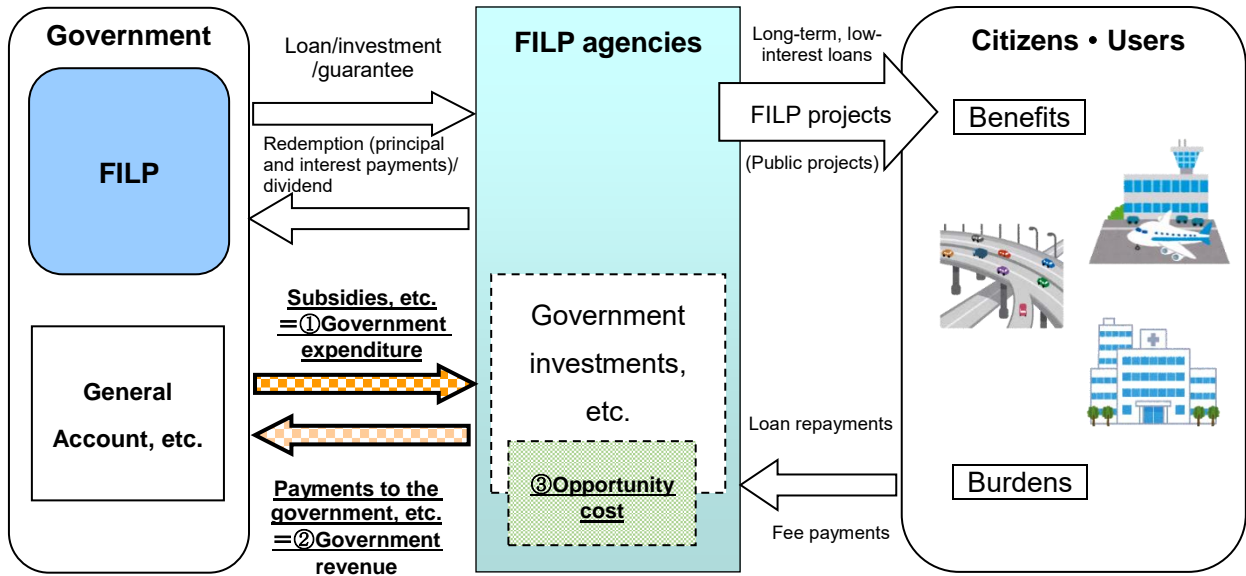 Government
FILP
General
Account, etc.
Loan/investment
/guarantee
Redemption (principal
and interest payments)/
dividend
Subsidies, etc.
＝①Government
expenditure
Payments to the
government, etc.
＝②Government
revenue
FILP agencies
Government
investments,
etc.
③Opportunity
cost
Long-term, low-
interest loans
FILP projects
(Public projects)
Loan repayments
Fee payments
Citizens・Users
Benefits
Burdens